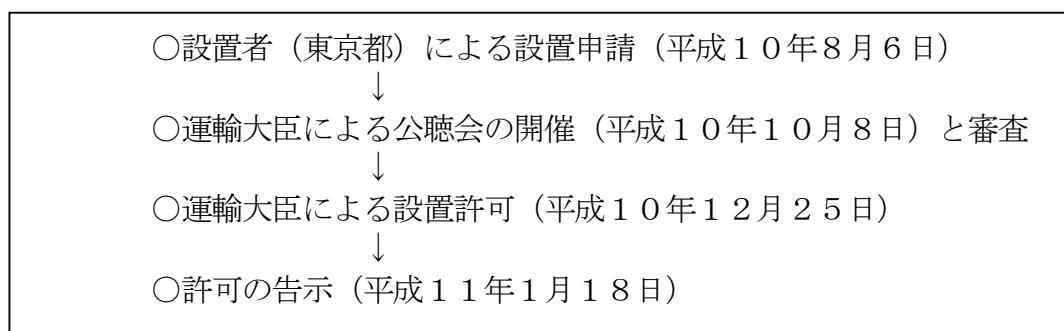 ○設置者（東京都）による設置申請（平成１０年８月６日）
↓
○運輸大臣による公聴会の開催（平成１０年１０月８日）と審査
↓
○運輸大臣による設置許可（平成１０年１２月２５日）
↓
○許可の告示（平成１１年１月１８日）